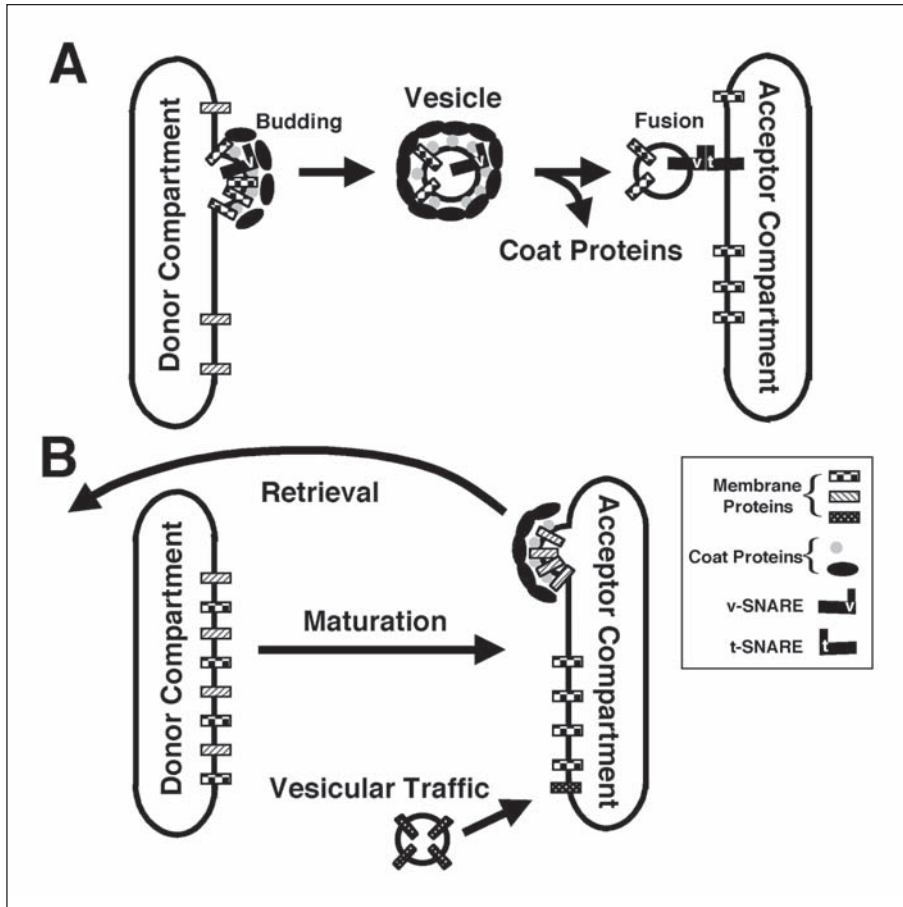 A
Donor Compartment
Budding
Vesicle
v
v
Coat Proteins
Fusion
v t
Acceptor Compartment
B
Retrieval
Donor Compartment
Maturation
Vesicular Traffic
Acceptor Compartment
Membrane
Proteins
Coat Proteins
v-SNARE
v
t-SNARE
t